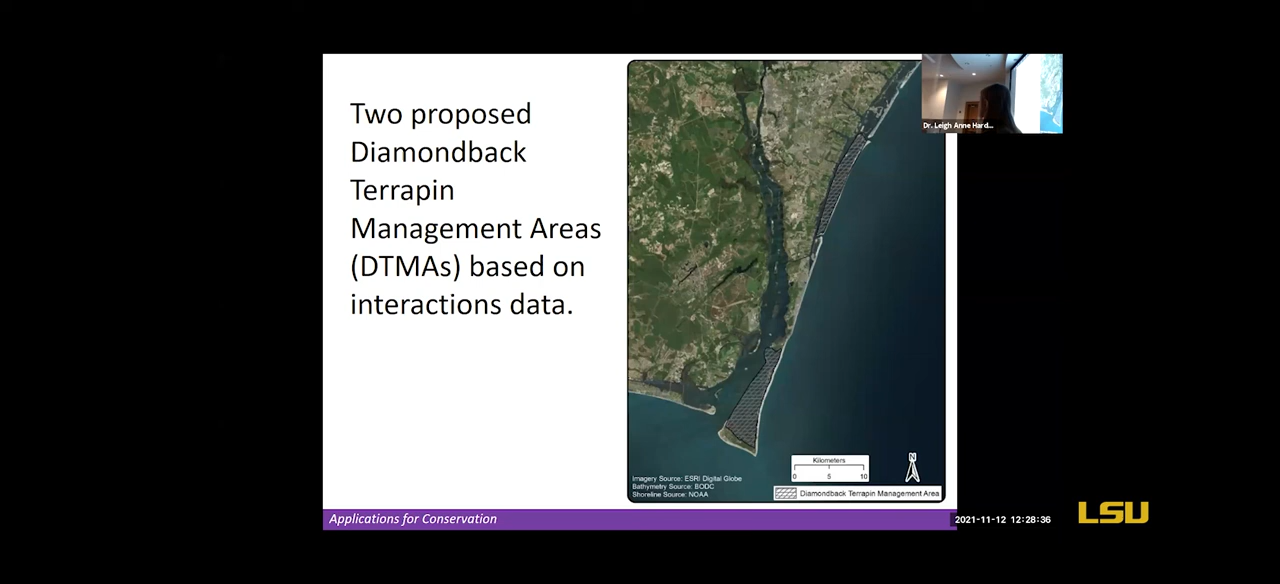 Two proposed
Diamondback
Terrapin
Management Areas
(DTMAs) based on
interactions data.
Dr. Leigh Anne Hard...
Kilometers
0 5 10
N
Imagery Source: ESRI Digital Globe
Bathymetry Source: BODC
Shoreline Source: NOAA
Diamondback Terrapin Management Area
Applications for Conservation
2021-11-12 12:28:36
LSU